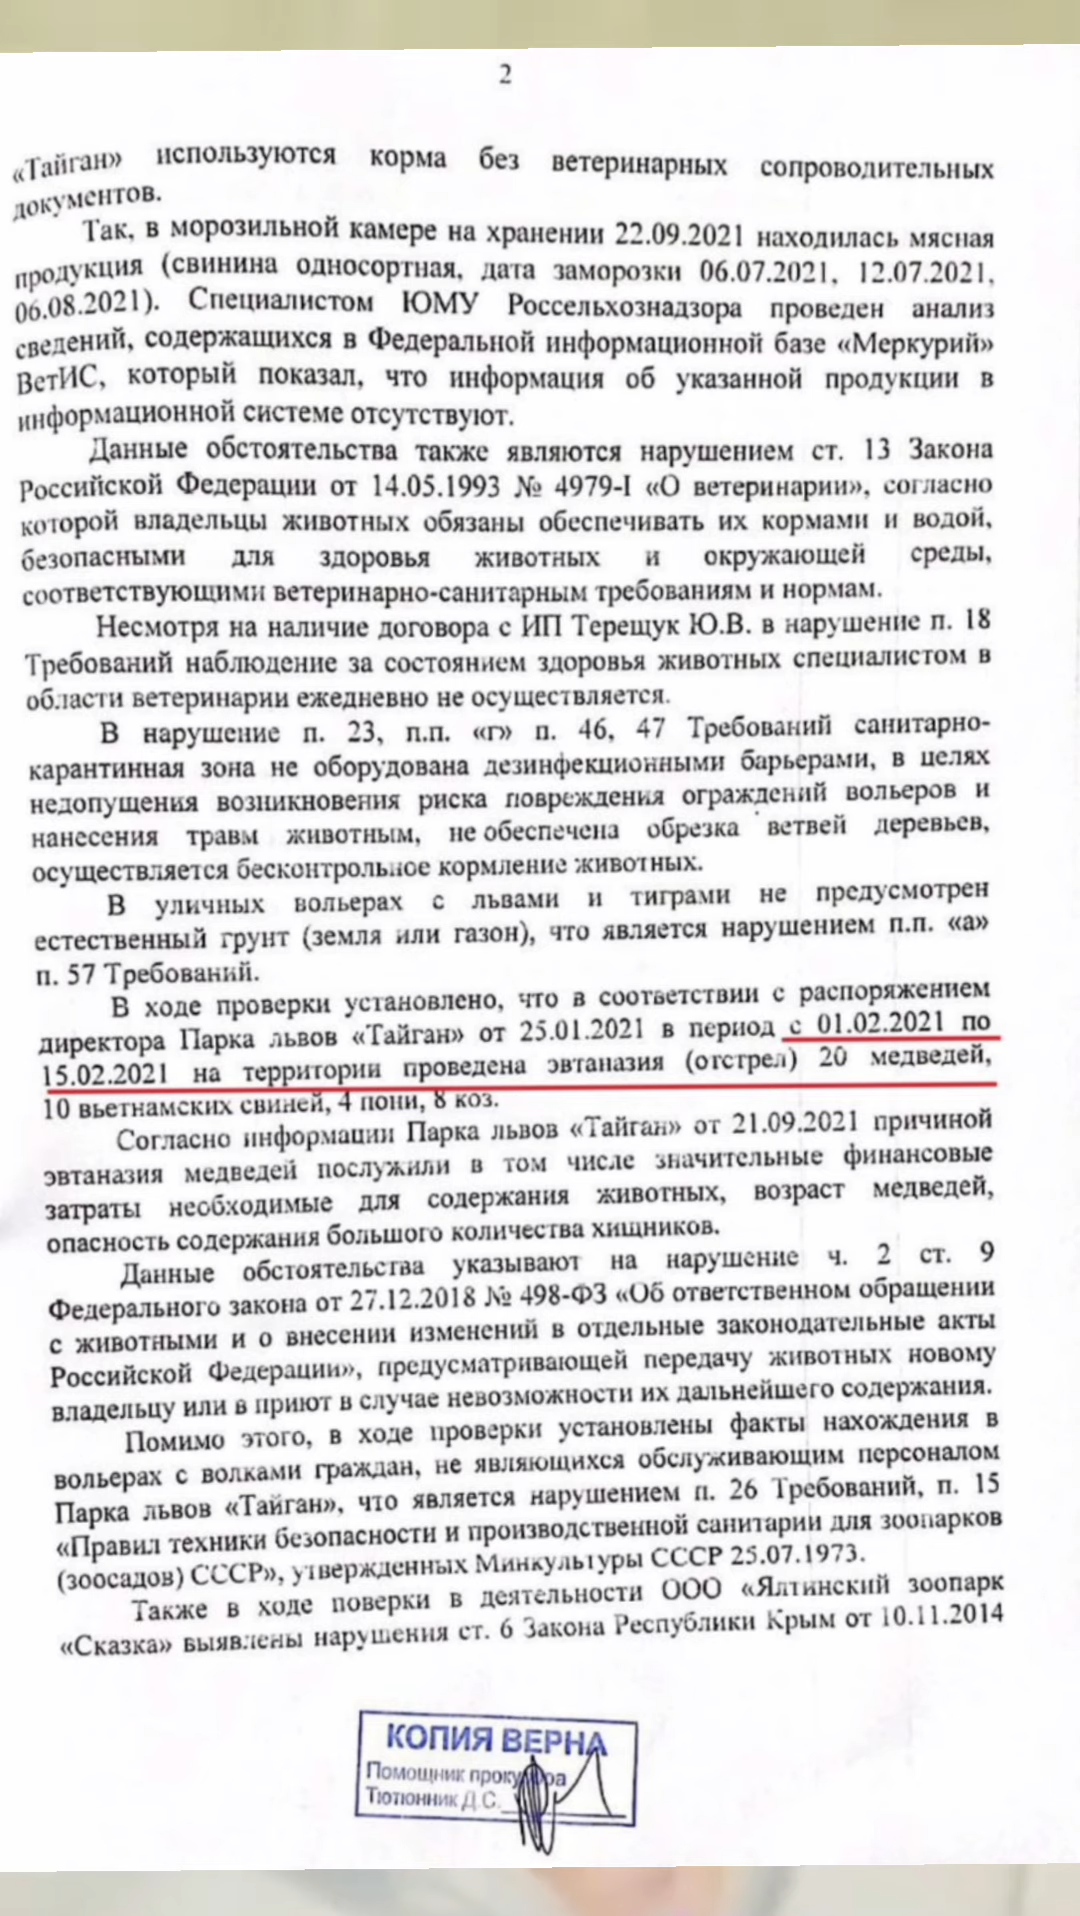 2
«Тайган» используются корма без ветеринарных сопроводительных
документов.
Так, в морозильной камере на хранении 22.09.2021 находилась мясная
продукция (свинина односортная, дата заморозки 06.07.2021, 12.07.2021,
06.08.2021). Специалистом ЮМУ Россельхознадзора проведен анализ
сведений, содержащихся в Федеральной информационной базе «Меркурий»
ВетИС, который показал, что информация об указанной продукции в
информационной системе отсутствуют.
Данные обстоятельства также являются нарушением ст. 13 Закона
Российской Федерации от 14.05.1993 № 4979-I «О ветеринарии», согласно
которой владельцы животных обязаны обеспечивать их кормами и водой,
безопасными для здоровья животных и окружающей среды,
соответствующими ветеринарно-санитарным требованиям и нормам.
Несмотря на наличие договора с ИП Терещук Ю.В. в нарушение п. 18
Требований наблюдение за состоянием здоровья животных специалистом в
области ветеринарии ежедневно не осуществляется.
В нарушение п. 23, п.п. «г» п. 46, 47 Требований санитарно-
карантинная зона не оборудована дезинфекционными барьерами, в целях
недопущения возникновения риска повреждения ограждений вольеров и
нанесения травм животным, не обеспечена обрезка ветвей деревьев,
осуществляется бесконтрольное кормление животных.
В уличных вольерах с львами и тиграми не предусмотрен
естественный грунт (земля или газон), что является нарушением п.п. «а»
п. 57 Требований.
В ходе проверки установлено, что в соответствии с распоряжением
директора Парка львов «Тайган» от 25.01.2021 в период с 01.02.2021 по
15.02.2021 на территории проведена эвтаназия (отстрел) 20 медведей,
10 вьетнамских свиней, 4 пони, 8 коз.
Согласно информации Парка львов «Тайган» от 21.09.2021 причиной
эвтаназия медведей послужили в том числе значительные финансовые
затраты необходимые для содержания животных, возраст медведей,
опасность содержания большого количества хищников.
Данные обстоятельства указывают на нарушение ч. 2 ст. 9
Федерального закона от 27.12.2018 № 498-ФЗ «Об ответственном обращении
с животными и о внесении изменений в отдельные законодательные акты
Российской Федерации», предусматривающей передачу животных новому
владельцу или в приют в случае невозможности их дальнейшего содержания.
Помимо этого, в ходе проверки установлены факты нахождения в
вольерах с волками граждан, не являющихся обслуживающим персоналом
Парка львов «Тайган», что является нарушением п. 26 Требований, п. 15
«Правил техники безопасности и производственной санитарии для зоопарков
(зоосадов) СССР», утвержденных Минкультуры СССР 25.07.1973.
Также в ходе поверки в деятельности ООО «Ялтинский зоопарк
«Сказка» выявлены нарушения ст. 6 Закона Республики Крым от 10.11.2014
КОПИЯ ВЕРНА
Помощник прокурора
Тютюнник Д.С.